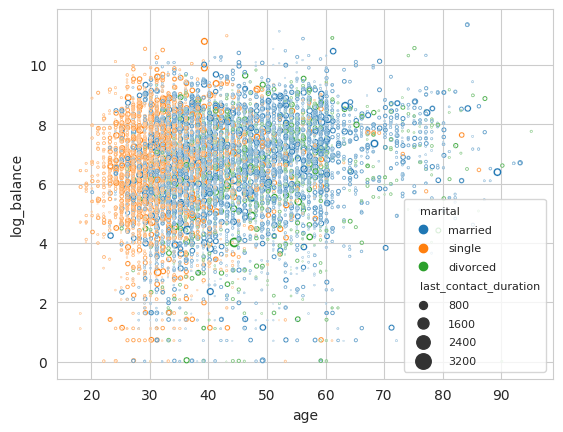 10
8
6
4
2
0
log_balance
20 30 40 50 60 70 80 90
age
marital
married
single
divorced
last_contact_duration
800
1600
2400
3200